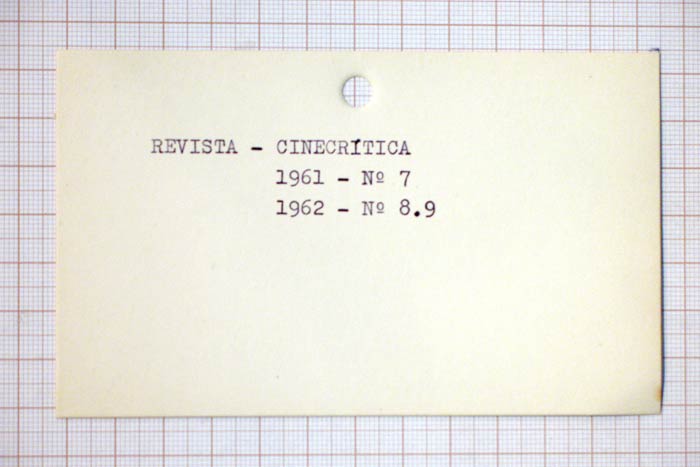 REVISTA - CINECRÍTICA
1961 - Nº 7
1962 - Nº 8.9